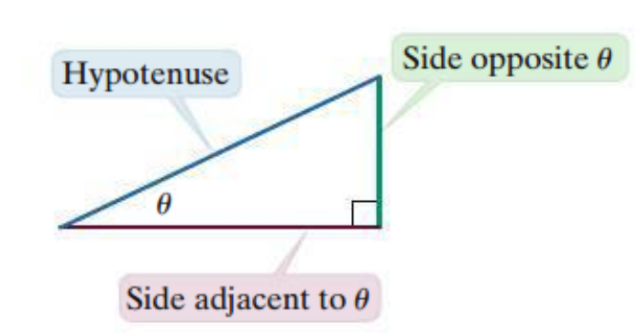 Side opposite θ
Hypotenuse
θ
Side adjacent to θ